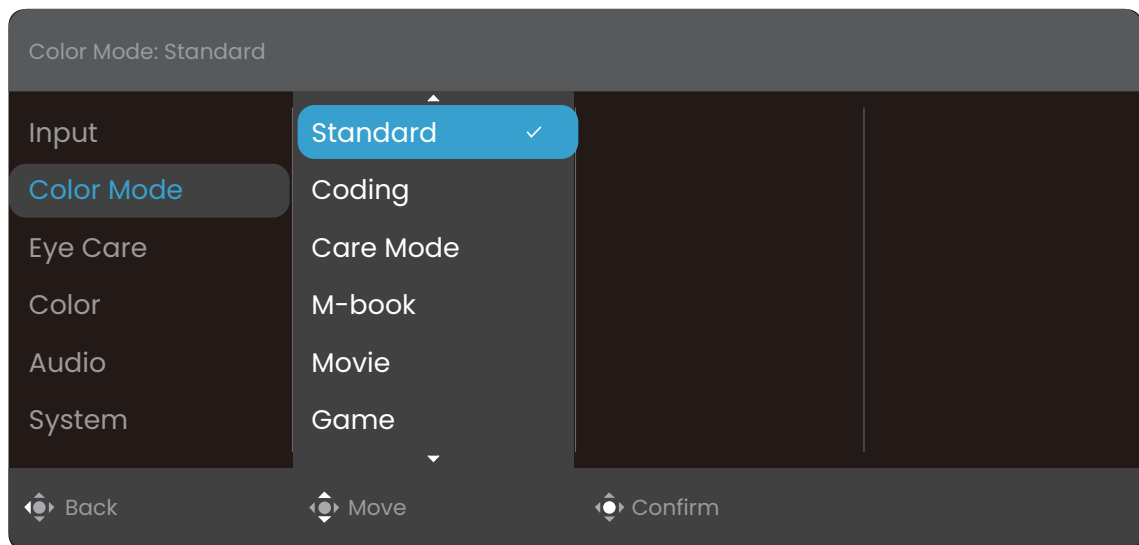 Color Mode: Standard
Input
Color Mode
Eye Care
Color
Audio
System
Standard
Coding
Care Mode
M-book
Movie
Game
Back
Move
Confirm